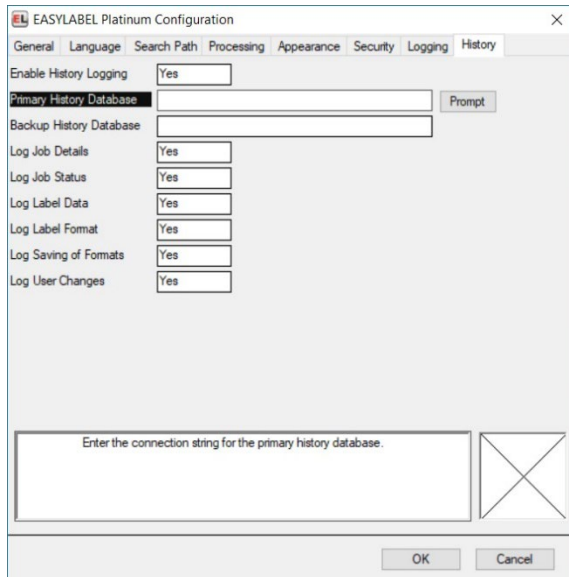 EL EASYLABEL Platinum Configuration
General Language Search Path Processing Appearance Security Logging History
Enable History Logging Yes
Primary History Database Prompt
Backup History Database
Log Job Details Yes
Log Job Status Yes
Log Label Data Yes
Log Label Format Yes
Log Saving of Formats Yes
Log User Changes Yes
Enter the connection string for the primary history database.
OK Cancel